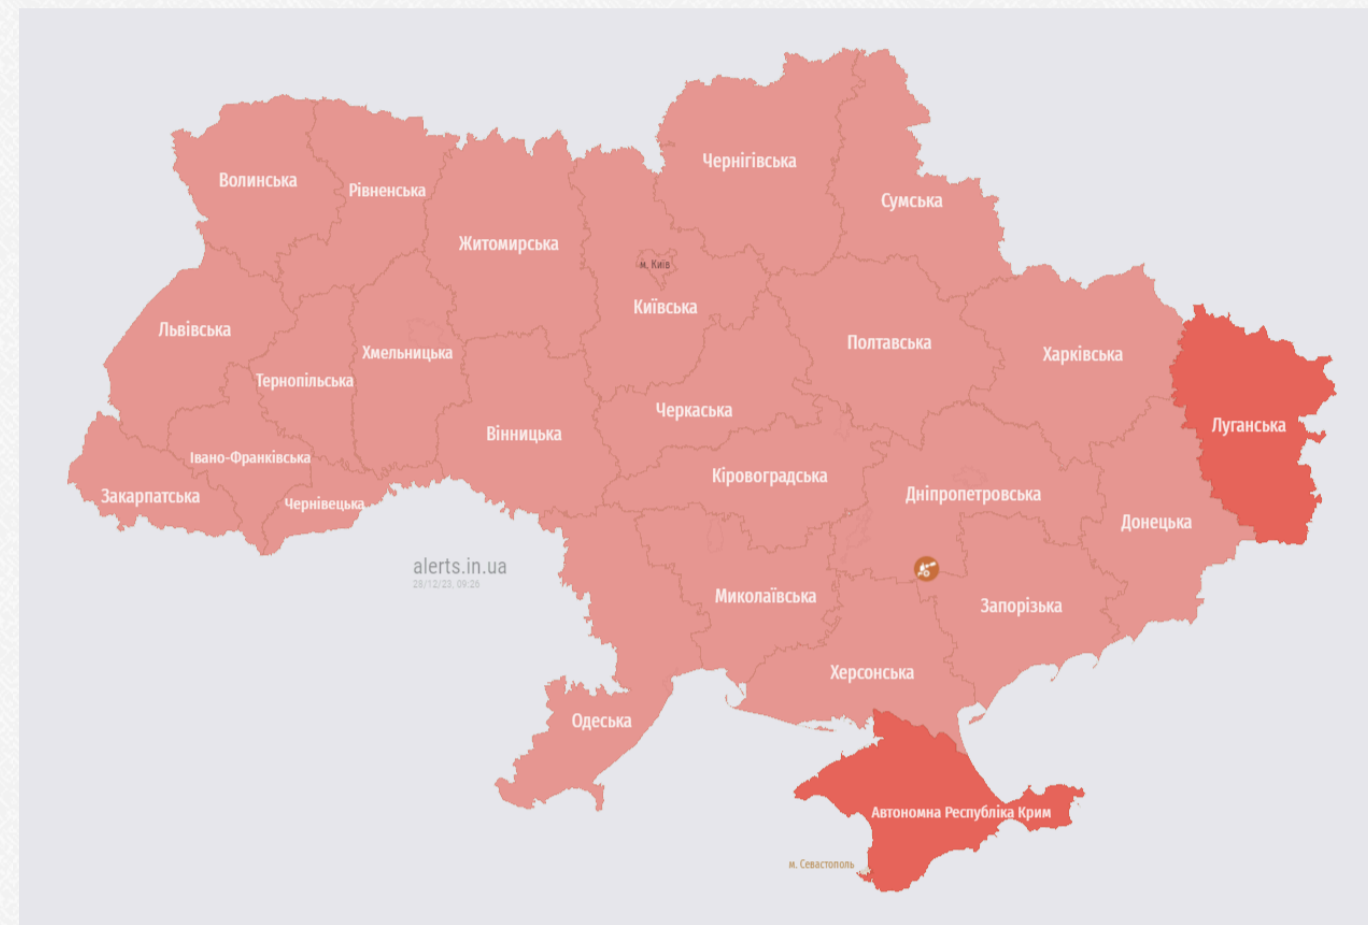 Чернігівська
Волинська
Рівненська
Сумська
Житомирська
м. Київ
Київська
Львівська
Полтавська
Хмельницька
Харківська
Тернопільська
Черкаська
Луганська
Вінницька
Івано-Франківська
Кіровоградська
Закарпатська
Чернівецька
Дніпропетровська
Донецька
alerts.in.ua
28/12/23, 09:26
Миколаївська
Запорізька
Херсонська
Одеська
Автономна Республіка Крим
м. Севастополь